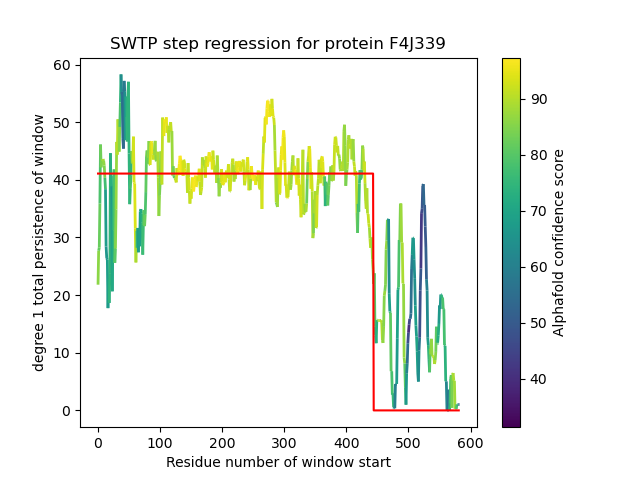 SWTP step regression for protein F4J339
degree 1 total persistence of window
60
50
40
30
20
10
0
0 100 200 300 400 500 600
Residue number of window start
90
80
70
60
50
40
Alphafold confidence score